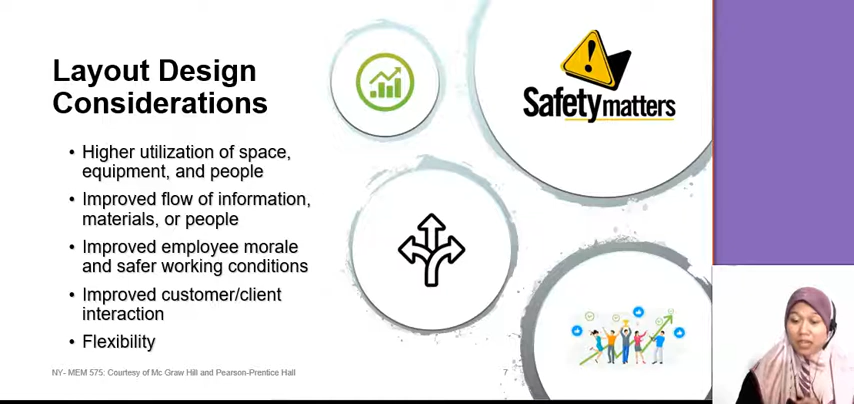 Layout Design
Considerations
• Higher utilization of space,
equipment, and people
• Improved flow of information,
materials, or people
• Improved employee morale
and safer working conditions
• Improved customer/client
interaction
• Flexibility
Safety matters
NY- MEM 575: Courtesy of Mc Graw Hill and Pearson-Prentice Hall
7